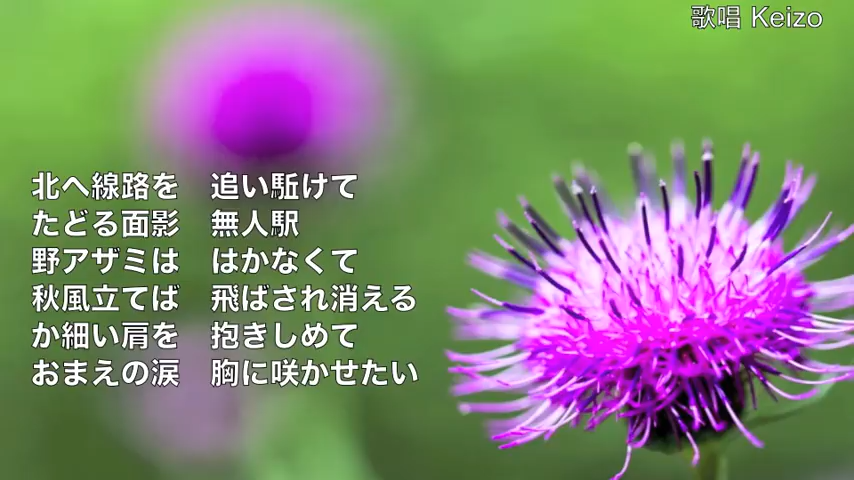 歌唱 Keizo
北へ線路を 追い駈けて
たどる面影 無人駅
野アザミは はかなくて
秋風立てば 飛ばされ消える
か細い肩を 抱きしめて
おまえの涙 胸に咲かせたい